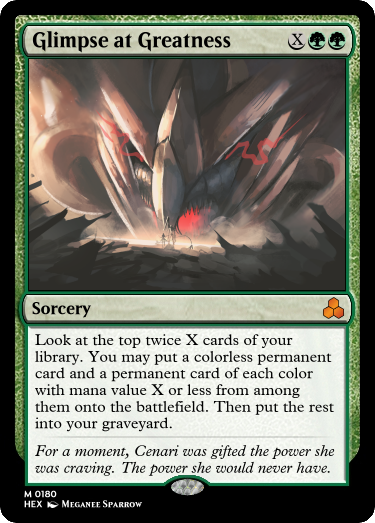 Glimpse at Greatness X
Sorcery
Look at the top twice X cards of your
library. You may put a colorless permanent
card and a permanent card of each color
with mana value X or less from among
them onto the battlefield. Then put the rest
into your graveyard.
For a moment, Cenari was gifted the power she
was craving. The power she would never have.
M 0180
HEX Meganee Sparrow